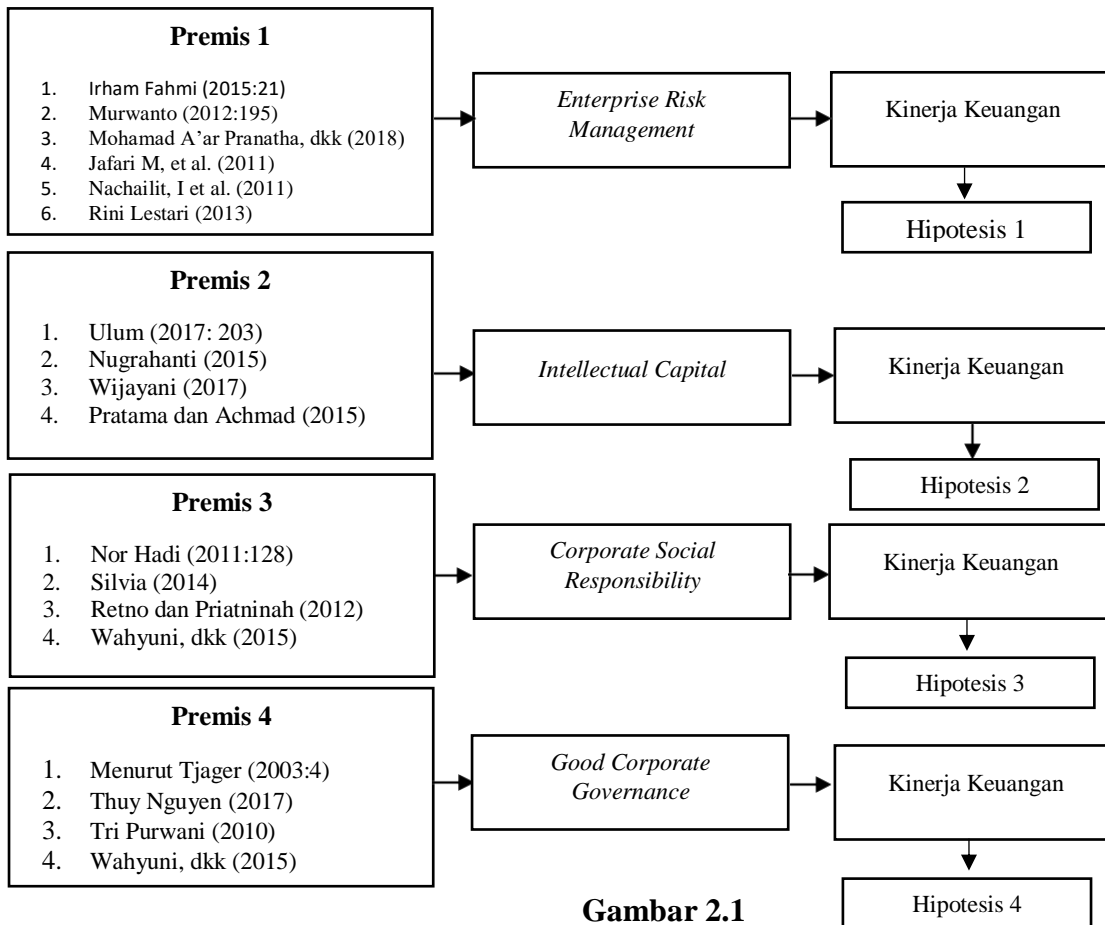 Premis 1
1. Irham Fahmi (2015:21)
2. Murwanto (2012:195)
3. Mohamad A’ar Pranatha, dkk (2018)
4. Jafari M, et al. (2011)
5. Nachailit, I et al. (2011)
6. Rini Lestari (2013)
Enterprise Risk
Management
Kinerja Keuangan
Hipotesis 1
Premis 2
1. Ulum (2017: 203)
2. Nugrahanti (2015)
3. Wijayani (2017)
4. Pratama dan Achmad (2015)
Intellectual Capital
Kinerja Keuangan
Hipotesis 2
Premis 3
1. Nor Hadi (2011:128)
2. Silvia (2014)
3. Retno dan Priatninah (2012)
4. Wahyuni, dkk (2015)
Corporate Social
Responsibility
Kinerja Keuangan
Hipotesis 3
Premis 4
1. Menurut Tjager (2003:4)
2. Thuy Nguyen (2017)
3. Tri Purwani (2010)
4. Wahyuni, dkk (2015)
Good Corporate
Governance
Kinerja Keuangan
Hipotesis 4
Gambar 2.1